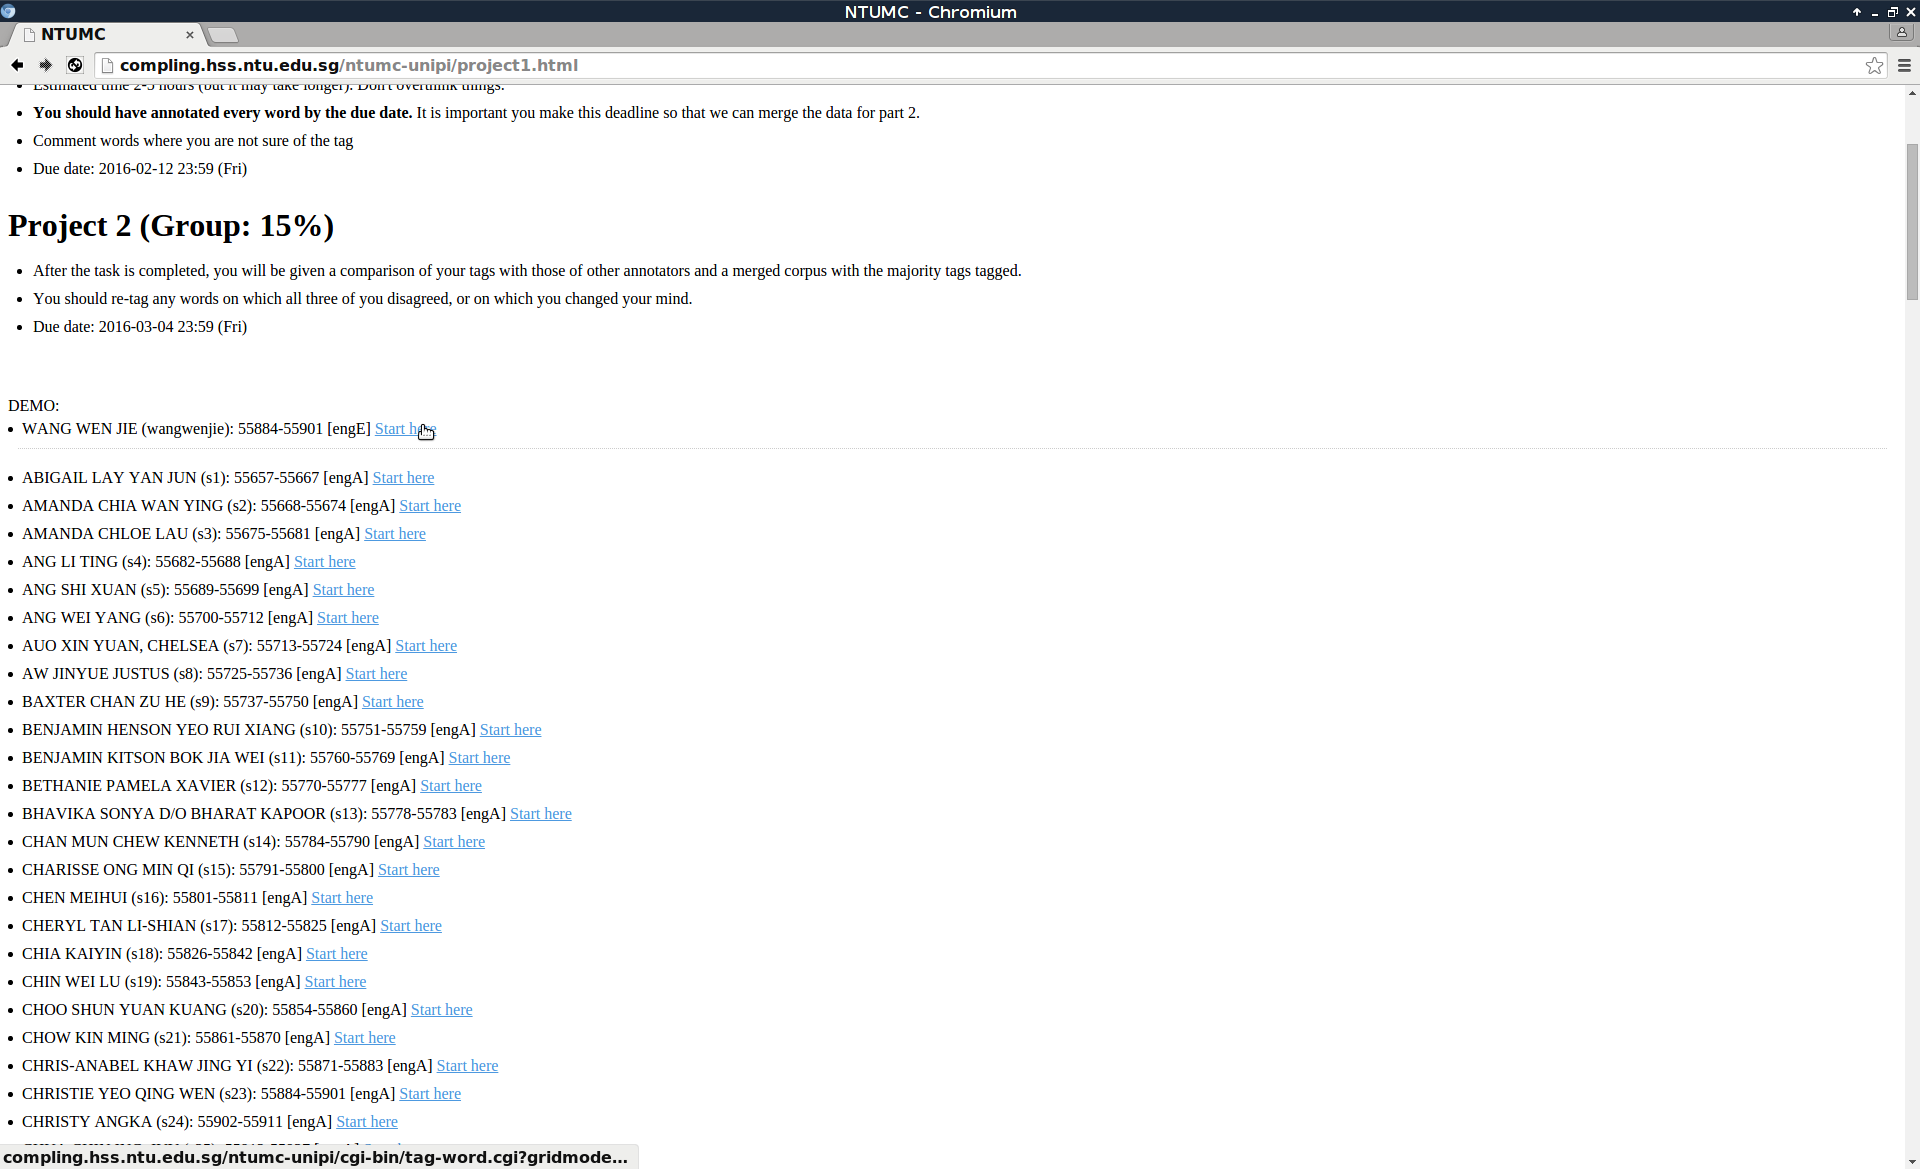 NTUMC - Chromium
NTUMC
compling.hss.ntu.edu.sg/ntumc-unipi/project1.html
Estimated time 2-3 hours (but it may take longer). Don't overthink things.
You should have annotated every word by the due date. It is important you make this deadline so that we can merge the data for part 2.
Comment words where you are not sure of the tag
Due date: 2016-02-12 23:59 (Fri)
Project 2 (Group: 15%)
After the task is completed, you will be given a comparison of your tags with those of other annotators and a merged corpus with the majority tags tagged.
You should re-tag any words on which all three of you disagreed, or on which you changed your mind.
Due date: 2016-03-04 23:59 (Fri)
DEMO:
WANG WEN JIE (wangwenjie): 55884-55901 [engE] Start here
ABIGAIL LAY YAN JUN (s1): 55657-55667 [engA] Start here
AMANDA CHIA WAN YING (s2): 55668-55674 [engA] Start here
AMANDA CHLOE LAU (s3): 55675-55681 [engA] Start here
ANG LI TING (s4): 55682-55688 [engA] Start here
ANG SHI XUAN (s5): 55689-55699 [engA] Start here
ANG WEI YANG (s6): 55700-55712 [engA] Start here
AUO XIN YUAN, CHELSEA (s7): 55713-55724 [engA] Start here
AW JINYUE JUSTUS (s8): 55725-55736 [engA] Start here
BAXTER CHAN ZU HE (s9): 55737-55750 [engA] Start here
BENJAMIN HENSON YEO RUI XIANG (s10): 55751-55759 [engA] Start here
BENJAMIN KITSON BOK JIA WEI (s11): 55760-55769 [engA] Start here
BETHANIE PAMELA XAVIER (s12): 55770-55777 [engA] Start here
BHAVIKA SONYA D/O BHARAT KAPOOR (s13): 55778-55783 [engA] Start here
CHAN MUN CHEW KENNETH (s14): 55784-55790 [engA] Start here
CHARISSE ONG MIN QI (s15): 55791-55800 [engA] Start here
CHEN MEIHUI (s16): 55801-55811 [engA] Start here
CHERYL TAN LI-SHIAN (s17): 55812-55825 [engA] Start here
CHIA KAIYIN (s18): 55826-55842 [engA] Start here
CHIN WEI LU (s19): 55843-55853 [engA] Start here
CHOO SHUN YUAN KUANG (s20): 55854-55860 [engA] Start here
CHOW KIN MING (s21): 55861-55870 [engA] Start here
CHRIS-ANABEL KHAW JING YI (s22): 55871-55883 [engA] Start here
CHRISTIE YEO QING WEN (s23): 55884-55901 [engA] Start here
CHRISTY ANGKA (s24): 55902-55911 [engA] Start here
compling.hss.ntu.edu.sg/ntumc-unipi/cgi-bin/tag-word.cgi?gridmode...